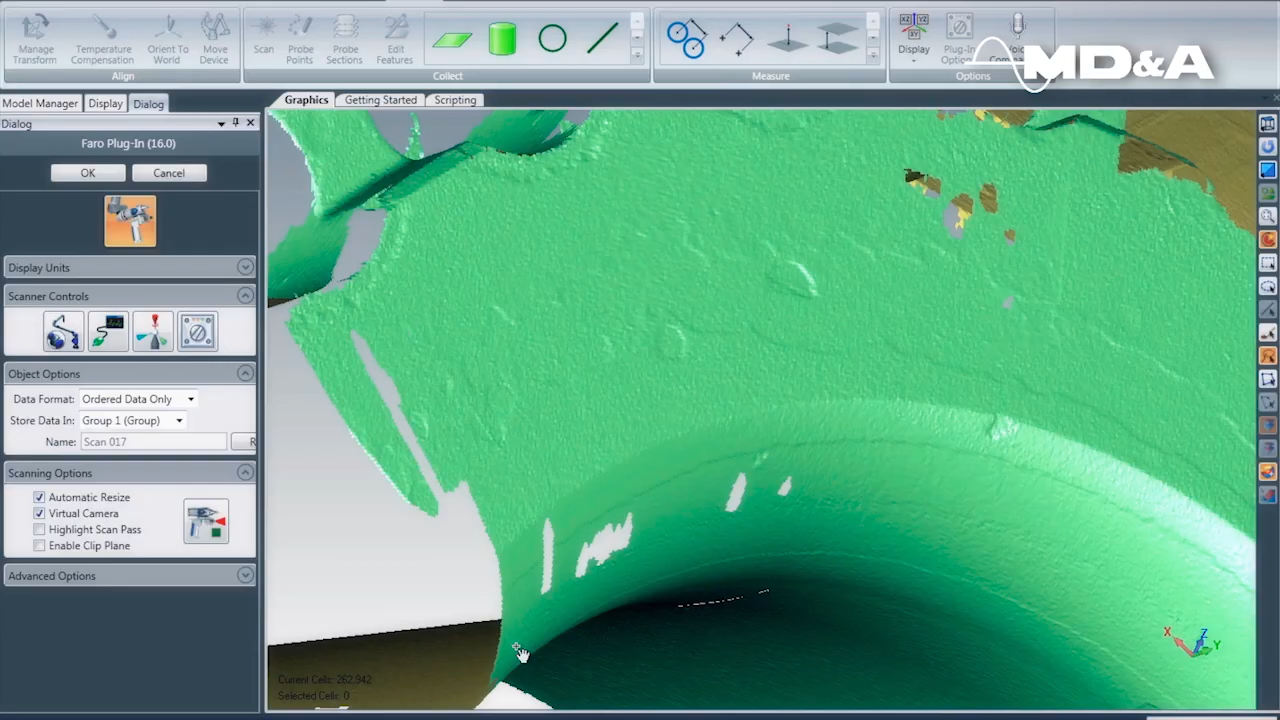 Manage Transform
Temperature Compensation
Orient To World
Move Device
Scan
Probe Points
Probe Sections
Edit Features
Display
Plug-In Options
Align
Collect
Measure
Options
MD&A
Model Manager
Display
Dialog
Graphics
Getting Started
Scripting
Dialog
Faro Plug-In (16.0)
OK
Cancel
Display Units
Scanner Controls
Object Options
Data Format: Ordered Data Only
Store Data In: Group 1 (Group)
Name: Scan 017
R
Scanning Options
Automatic Resize
Virtual Camera
Highlight Scan Pass
Enable Clip Plane
Advanced Options
X
Z
Y
Current Cells: 262,942
Selected Cells: 0